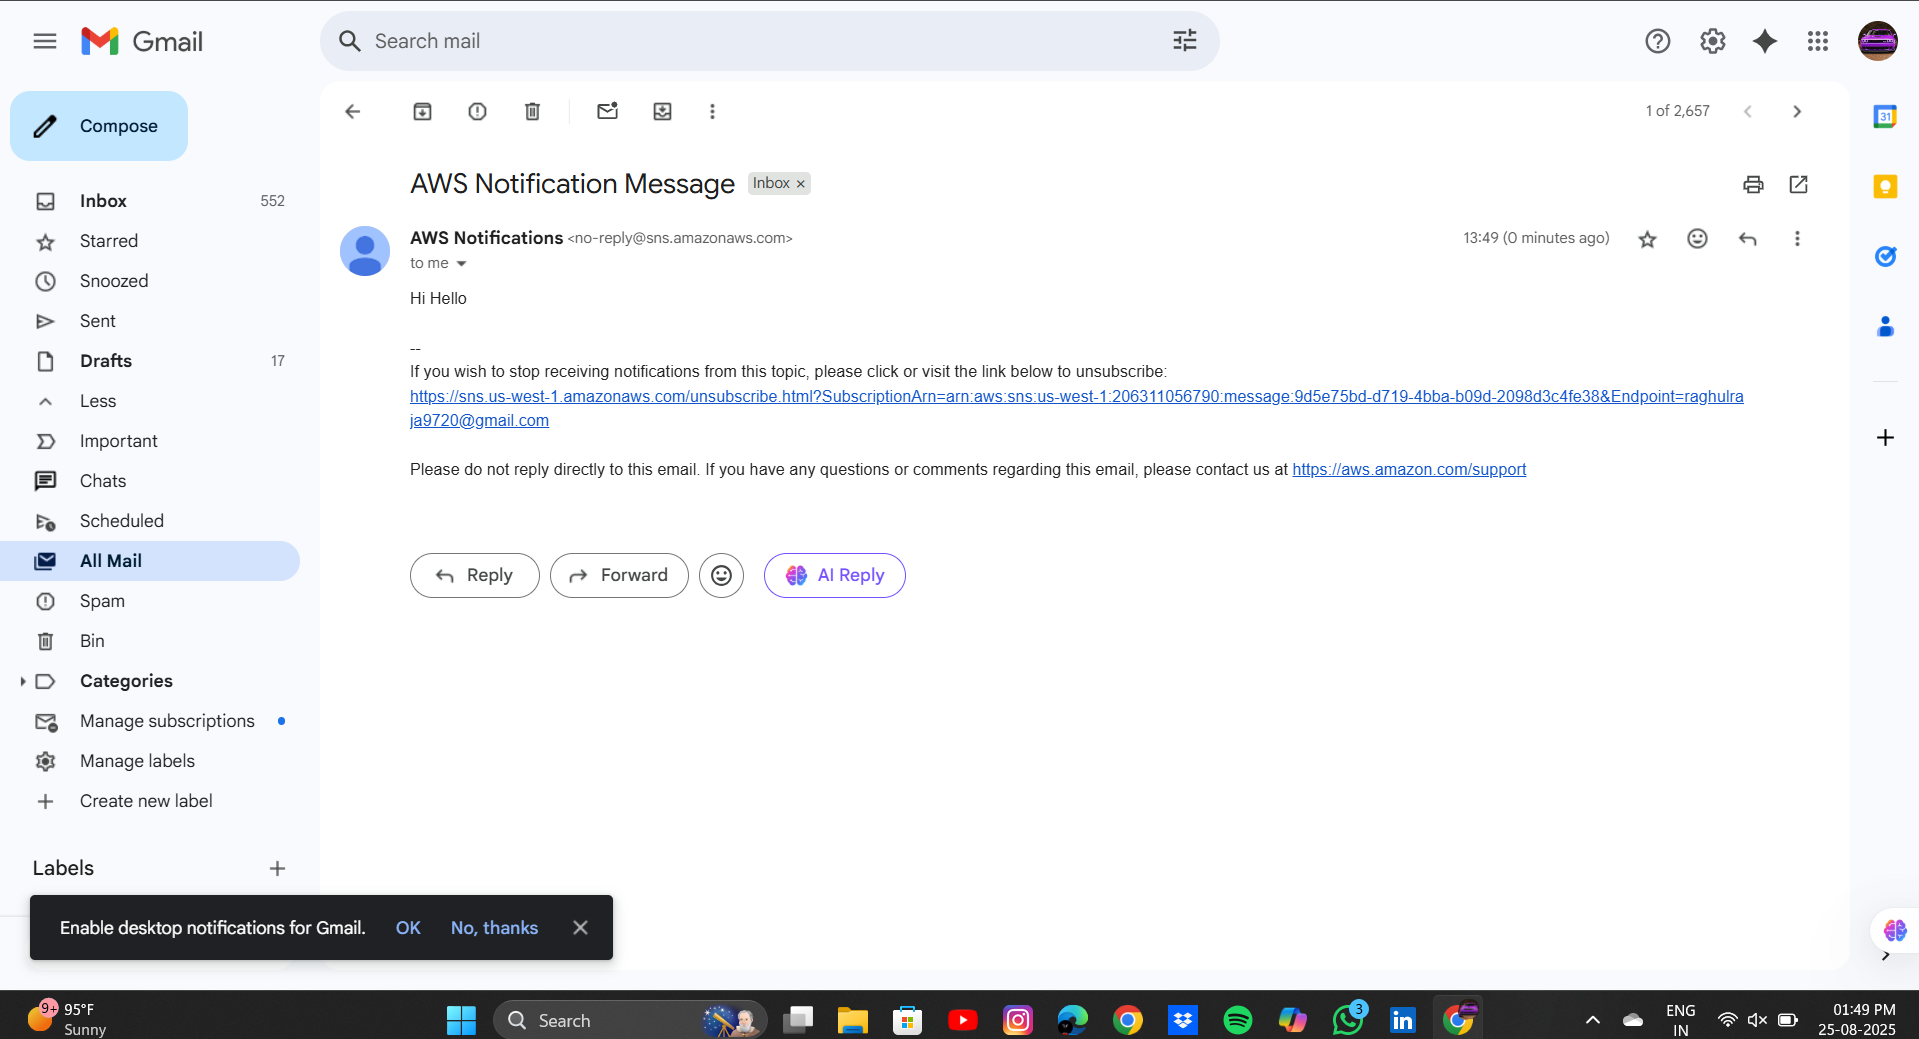 Gmail
Search mail
Compose
Inbox 552
Starred
Snoozed
Sent
Drafts 17
Less
Important
Chats
Scheduled
All Mail
Spam
Bin
Categories
Manage subscriptions
Manage labels
Create new label
Labels
1 of 2,657
AWS Notification Message Inbox ×
AWS Notifications <no-reply@sns.amazonaws.com> 13:49 (0 minutes ago)
to me
Hi Hello
--
If you wish to stop receiving notifications from this topic, please click or visit the link below to unsubscribe:
https://sns.us-west-1.amazonaws.com/unsubscribe.html?SubscriptionArn=arn:aws:sns:us-west-1:206311056790:message:9d5e75bd-d719-4bba-b09d-2098d3c4fe38&Endpoint=raghulra
ja9720@gmail.com
Please do not reply directly to this email. If you have any questions or comments regarding this email, please contact us at https://aws.amazon.com/support
Reply Forward AI Reply
31
Enable desktop notifications for Gmail. OK No, thanks
9+ 95°F
Sunny
Search
3
in
ENG
IN
01:49 PM
25-08-2025